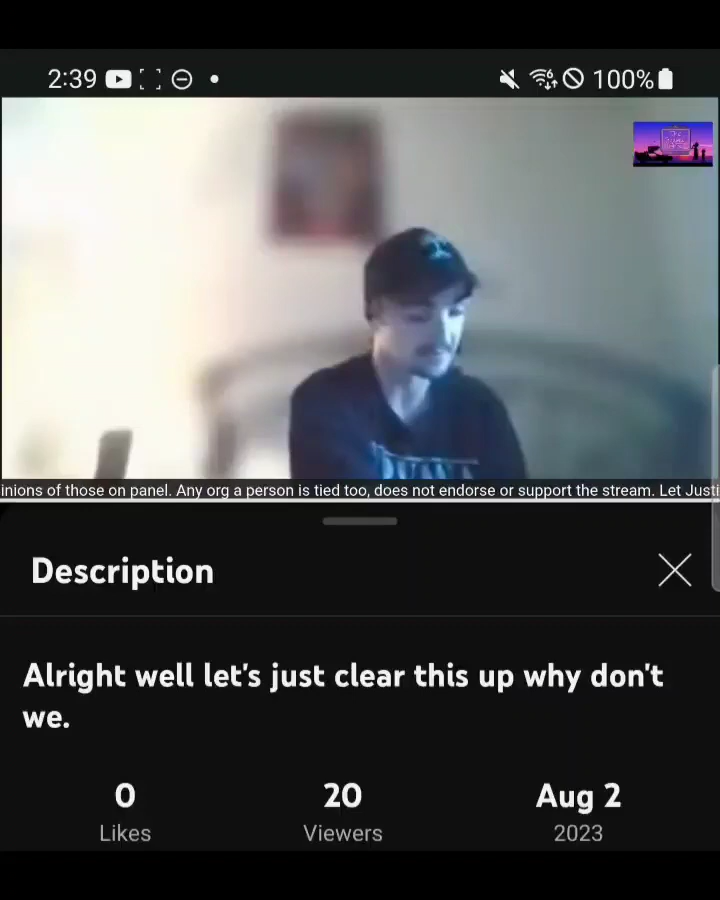 2:39
100%
inions of those on panel. Any org a person is tied too, does not endorse or support the stream. Let Justi
Description
Alright well let's just clear this up why don't
we.
0 20 Aug 2
Likes Viewers 2023